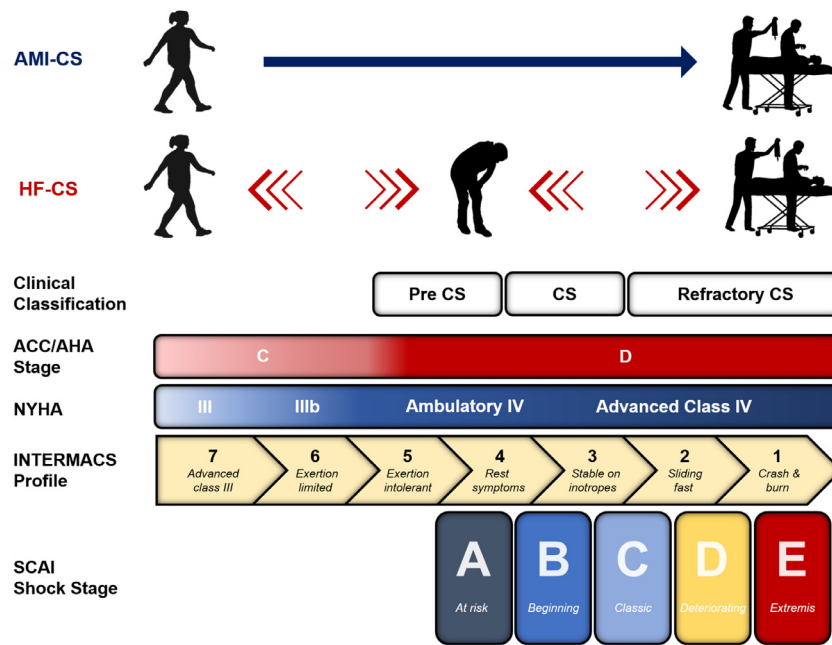 AMI-CS
HF-CS
Clinical
Classification
Pre CS
CS
Refractory CS
ACC/AHA
Stage
C
D
NYHA
III
IIIb
Ambulatory IV
Advanced Class IV
INTERMACS
Profile
7
Advanced
class III
6
Exertion
limited
5
Exertion
intolerant
4
Rest
symptoms
3
Stable on
inotropes
2
Sliding
fast
1
Crash &
burn
SCAI
Shock Stage
A
At risk
B
Beginning
C
Classic
D
Deteriorating
E
Extremis